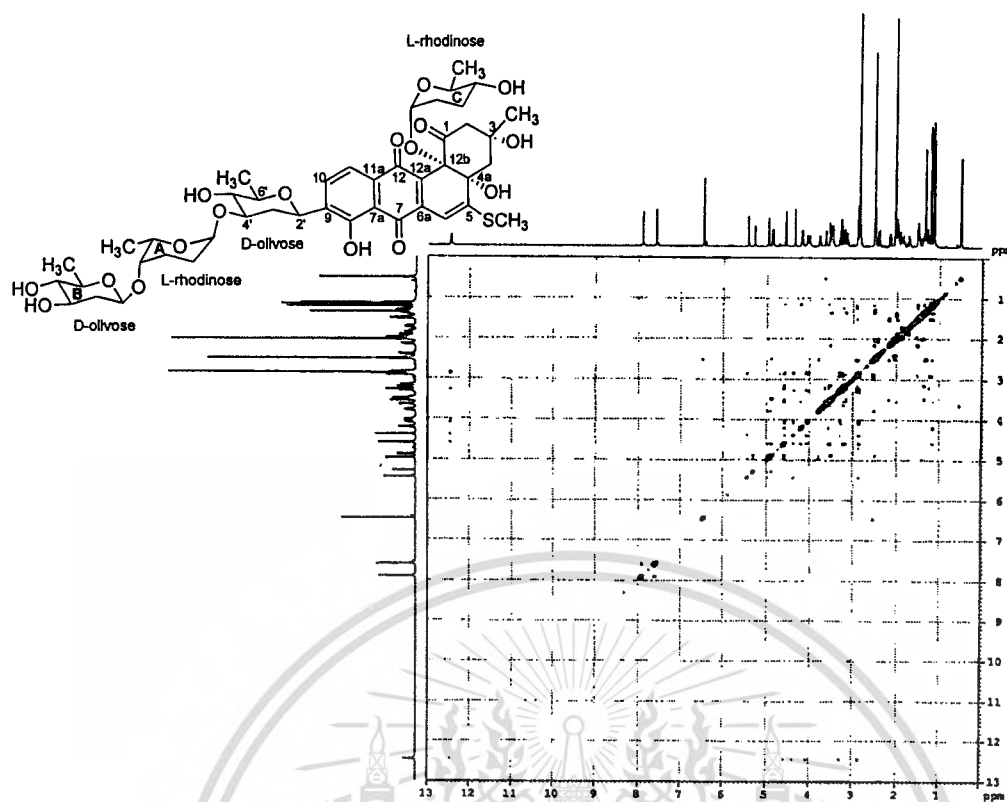 L-rhodinose
CH3
OH
C
O
O
1
CH3
3
OH
O
12b
O
11a
12
12a
4a
OH
10
CH3
HO
6'
O
9
7a
7
6a
5
SCH3
O
4'
2'
OH
O
D-olivose
CH3
A
O
CH3
L-rhodinose
O
HO
B
O
HO
D-olivose
ppm
1
2
3
4
5
6
7
8
9
10
11
12
13
13 12 11 10 9 8 7 6 5 4 3 2 1 ppm